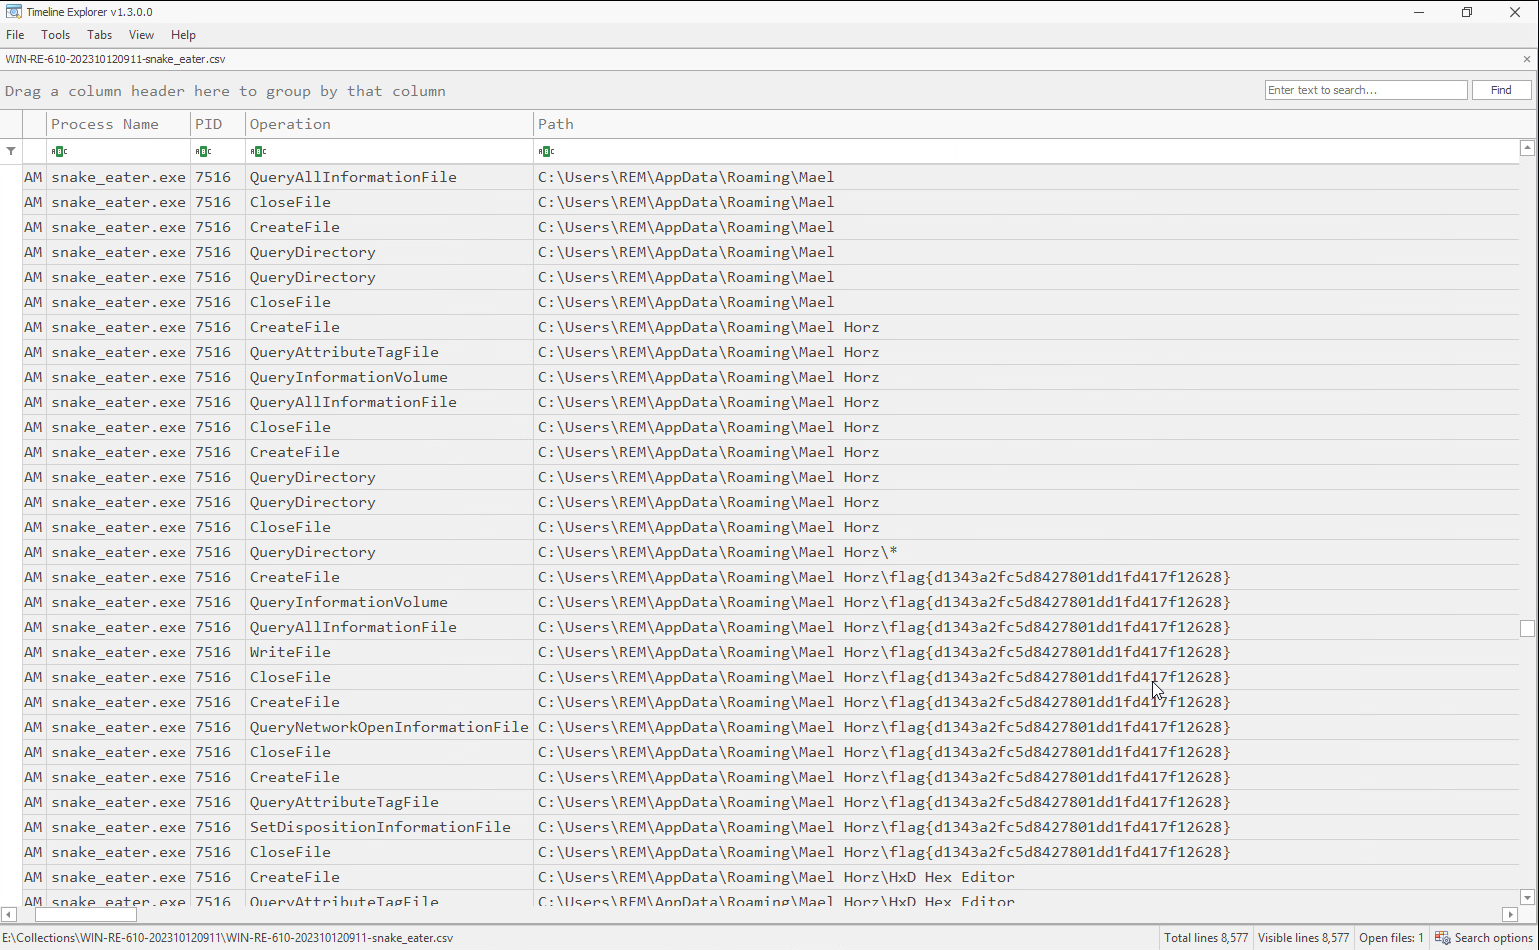 Timeline Explorer v1.3.0.0
File Tools Tabs View Help
WIN-RE-610-202310120911-snake_eater.csv
Drag a column header here to group by that column
Enter text to search... Find
Process Name PID Operation Path
AM snake_eater.exe 7516 QueryAllInformationFile C:\Users\REM\AppData\Roaming\Mael
AM snake_eater.exe 7516 CloseFile C:\Users\REM\AppData\Roaming\Mael
AM snake_eater.exe 7516 CreateFile C:\Users\REM\AppData\Roaming\Mael
AM snake_eater.exe 7516 QueryDirectory C:\Users\REM\AppData\Roaming\Mael
AM snake_eater.exe 7516 QueryDirectory C:\Users\REM\AppData\Roaming\Mael
AM snake_eater.exe 7516 CloseFile C:\Users\REM\AppData\Roaming\Mael
AM snake_eater.exe 7516 CreateFile C:\Users\REM\AppData\Roaming\Mael Horz
AM snake_eater.exe 7516 QueryAttributeTagFile C:\Users\REM\AppData\Roaming\Mael Horz
AM snake_eater.exe 7516 QueryInformationVolume C:\Users\REM\AppData\Roaming\Mael Horz
AM snake_eater.exe 7516 QueryAllInformationFile C:\Users\REM\AppData\Roaming\Mael Horz
AM snake_eater.exe 7516 CloseFile C:\Users\REM\AppData\Roaming\Mael Horz
AM snake_eater.exe 7516 CreateFile C:\Users\REM\AppData\Roaming\Mael Horz
AM snake_eater.exe 7516 QueryDirectory C:\Users\REM\AppData\Roaming\Mael Horz
AM snake_eater.exe 7516 QueryDirectory C:\Users\REM\AppData\Roaming\Mael Horz
AM snake_eater.exe 7516 CloseFile C:\Users\REM\AppData\Roaming\Mael Horz
AM snake_eater.exe 7516 QueryDirectory C:\Users\REM\AppData\Roaming\Mael Horz\*
AM snake_eater.exe 7516 CreateFile C:\Users\REM\AppData\Roaming\Mael Horz\flag{d1343a2fc5d8427801dd1fd417f12628}
AM snake_eater.exe 7516 QueryInformationVolume C:\Users\REM\AppData\Roaming\Mael Horz\flag{d1343a2fc5d8427801dd1fd417f12628}
AM snake_eater.exe 7516 QueryAllInformationFile C:\Users\REM\AppData\Roaming\Mael Horz\flag{d1343a2fc5d8427801dd1fd417f12628}
AM snake_eater.exe 7516 WriteFile C:\Users\REM\AppData\Roaming\Mael Horz\flag{d1343a2fc5d8427801dd1fd417f12628}
AM snake_eater.exe 7516 CloseFile C:\Users\REM\AppData\Roaming\Mael Horz\flag{d1343a2fc5d8427801dd1fd417f12628}
AM snake_eater.exe 7516 CreateFile C:\Users\REM\AppData\Roaming\Mael Horz\flag{d1343a2fc5d8427801dd1fd417f12628}
AM snake_eater.exe 7516 QueryNetworkOpenInformationFile C:\Users\REM\AppData\Roaming\Mael Horz\flag{d1343a2fc5d8427801dd1fd417f12628}
AM snake_eater.exe 7516 CloseFile C:\Users\REM\AppData\Roaming\Mael Horz\flag{d1343a2fc5d8427801dd1fd417f12628}
AM snake_eater.exe 7516 CreateFile C:\Users\REM\AppData\Roaming\Mael Horz\flag{d1343a2fc5d8427801dd1fd417f12628}
AM snake_eater.exe 7516 QueryAttributeTagFile C:\Users\REM\AppData\Roaming\Mael Horz\flag{d1343a2fc5d8427801dd1fd417f12628}
AM snake_eater.exe 7516 SetDispositionInformationFile C:\Users\REM\AppData\Roaming\Mael Horz\flag{d1343a2fc5d8427801dd1fd417f12628}
AM snake_eater.exe 7516 CloseFile C:\Users\REM\AppData\Roaming\Mael Horz\flag{d1343a2fc5d8427801dd1fd417f12628}
AM snake_eater.exe 7516 CreateFile C:\Users\REM\AppData\Roaming\Mael Horz\HxD Hex Editor
AM snake_eater.exe 7516 QueryAttributeTagFile C:\Users\REM\AppData\Roaming\Mael Horz\HxD Hex Editor
E:\Collections\WIN-RE-610-202310120911\WIN-RE-610-202310120911-snake_eater.csv Total lines 8,577 Visible lines 8,577 Open files: 1 Search options